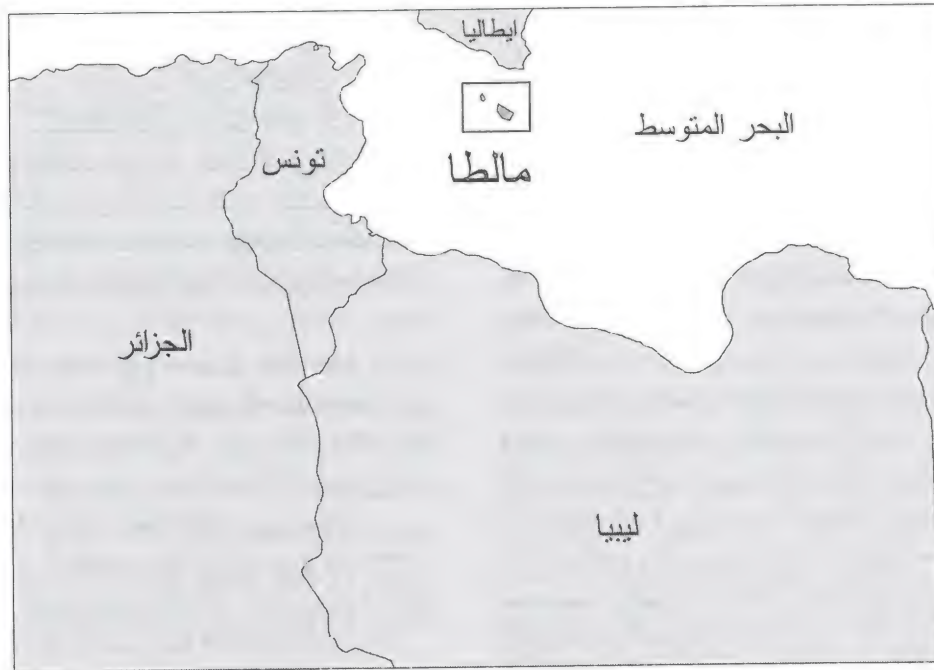 ايطاليا
البحر المتوسط
مالطا
تونس
الجزائر
ليبيا